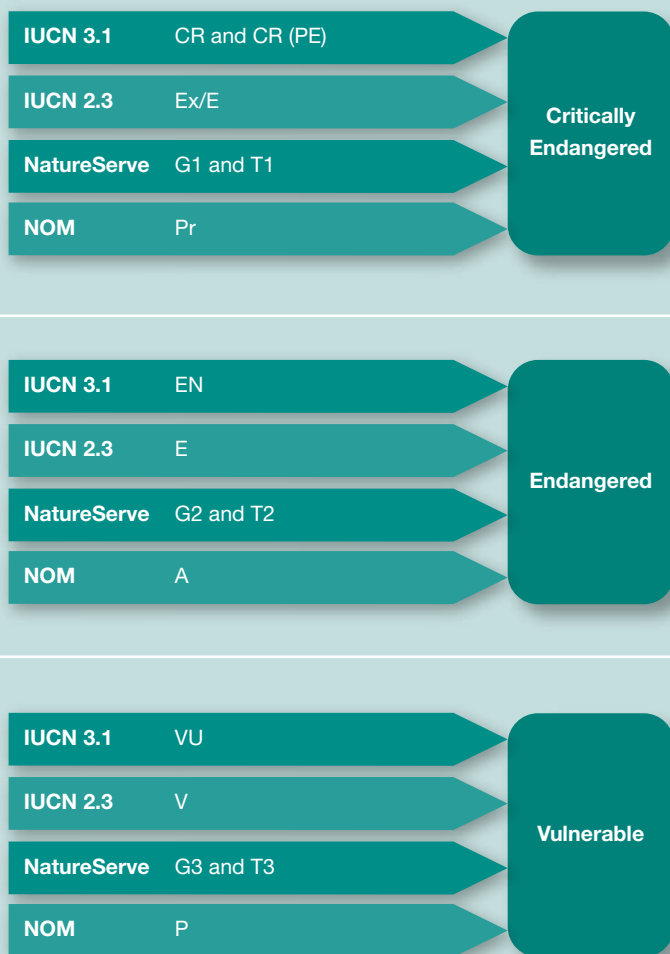 IUCN 3.1 CR and CR (PE)
IUCN 2.3 Ex/E
NatureServe G1 and T1
NOM Pr
Critically
Endangered
IUCN 3.1 EN
IUCN 2.3 E
NatureServe G2 and T2
NOM A
Endangered
IUCN 3.1 VU
IUCN 2.3 V
NatureServe G3 and T3
NOM P
Vulnerable